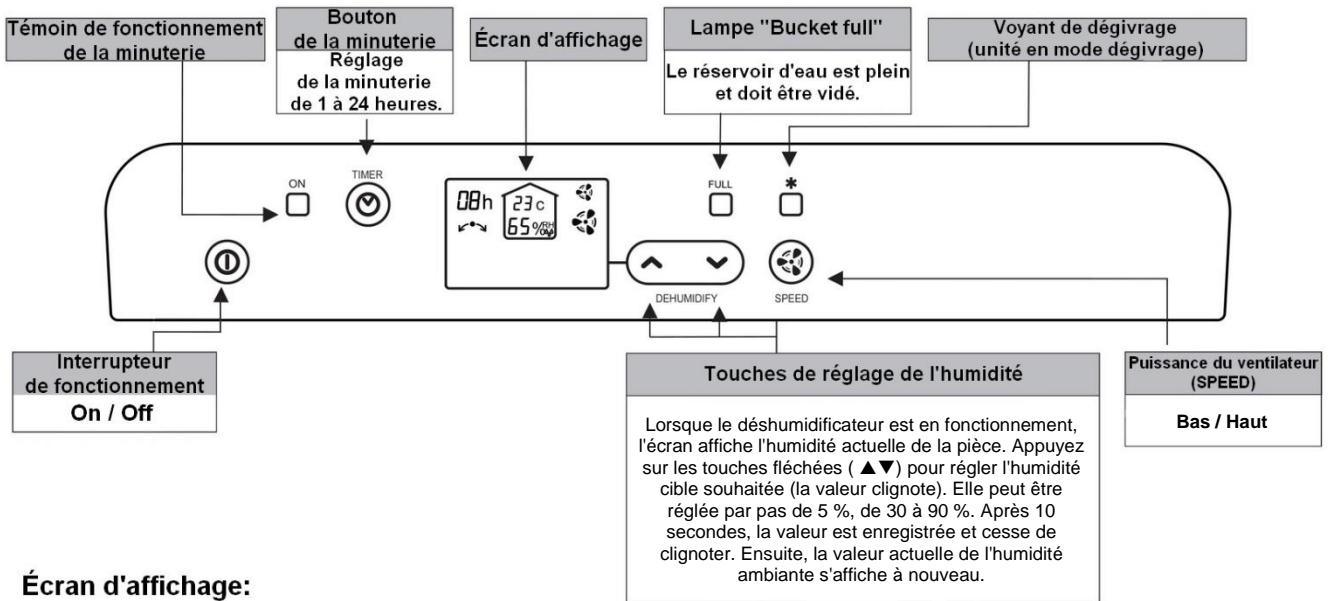 Témoin de fonctionnement
de la minuterie
Bouton
de la minuterie
Réglage
de la minuterie
de 1 à 24 heures.
Écran d'affichage
Lampe "Bucket full"
Le réservoir d'eau est plein
et doit être vidé.
Voyant de dégivrage
(unité en mode dégivrage)
ON
TIMER
08h
23c
65%RH
FULL
*
DEHUMIDIFY
SPEED
Interrupteur
de fonctionnement
On / Off
Touches de réglage de l'humidité
Lorsque le déshumidificateur est en fonctionnement,
l'écran affiche l'humidité actuelle de la pièce. Appuyez
sur les touches fléchées ( ▲▼) pour régler l'humidité
cible souhaitée (la valeur clignote). Elle peut être
réglée par pas de 5 %, de 30 à 90 %. Après 10
secondes, la valeur est enregistrée et cesse de
clignoter. Ensuite, la valeur actuelle de l'humidité
ambiante s'affiche à nouveau.
Puissance du ventilateur
(SPEED)
Bas / Haut
Écran d'affichage: